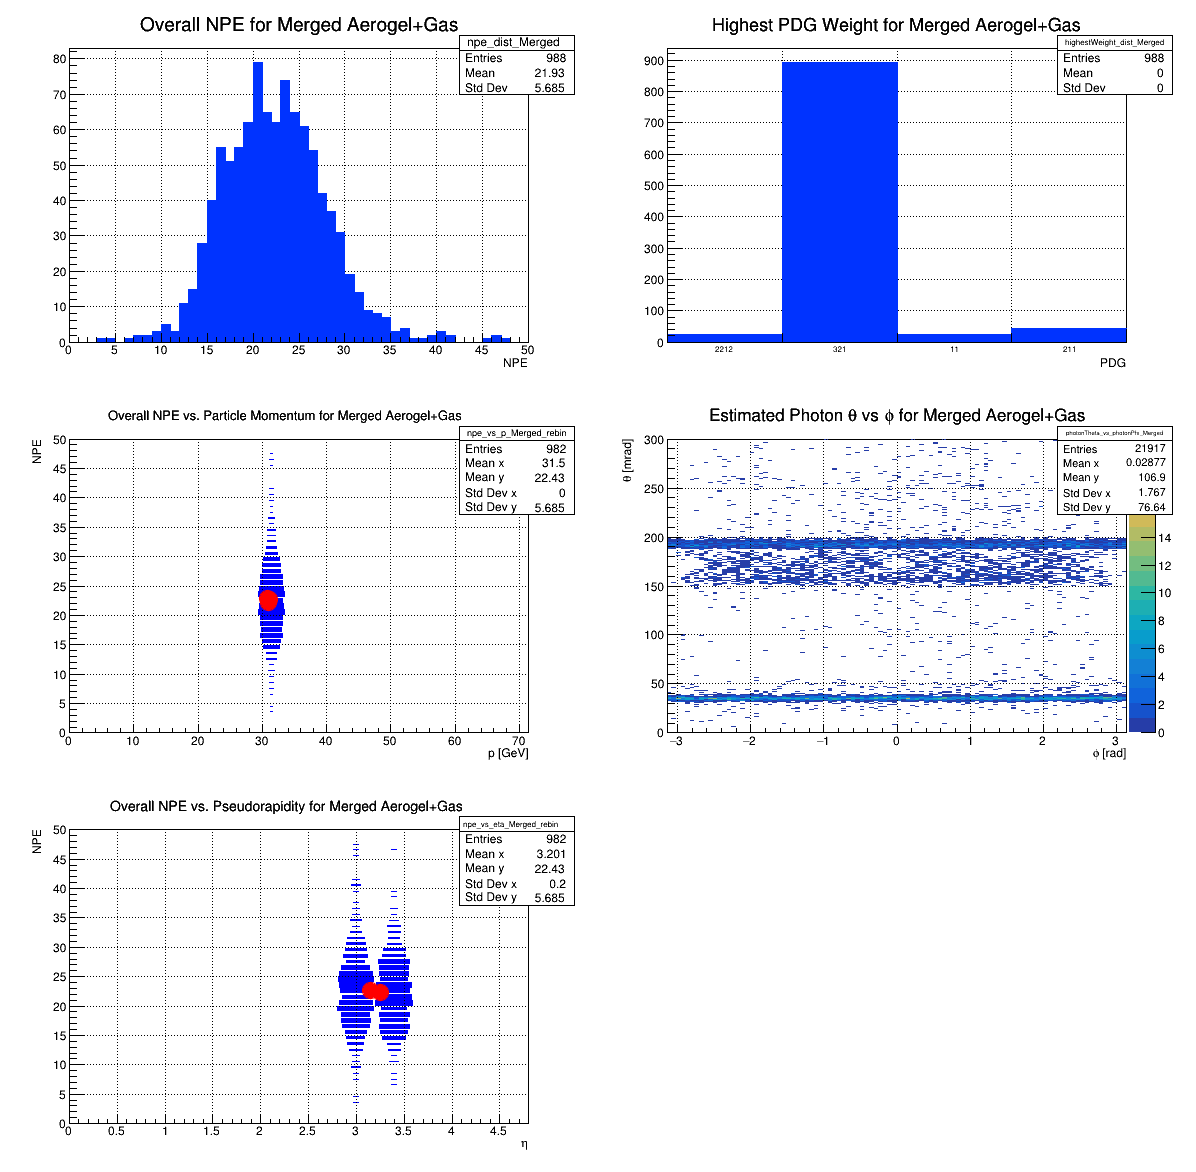 Overall NPE for Merged Aerogel+Gas
npe_dist_Merged
Entries 988
Mean 21.93
Std Dev 5.685
80
70
60
50
40
30
20
10
0
0 5 10 15 20 25 30 35 40 45 50
NPE
Highest PDG Weight for Merged Aerogel+Gas
highestWeight_dist_Merged
Entries 988
Mean 0
Std Dev 0
900
800
700
600
500
400
300
200
100
0
2212 321 11 211
PDG
Overall NPE vs. Particle Momentum for Merged Aerogel+Gas
npe_vs_p_Merged_rebin
Entries 982
Mean x 31.5
Mean y 22.43
Std Dev x 0
Std Dev y 5.685
NPE
50
45
40
35
30
25
20
15
10
5
0
0 10 20 30 40 50 60 70
p [GeV]
Estimated Photon θ vs ϕ for Merged Aerogel+Gas
photonTheta_vs_photonPhi_Merged
Entries 21917
Mean x 0.02877
Mean y 106.9
Std Dev x 1.767
Std Dev y 76.64
θ [mrad]
300
250
200
150
100
50
0
−3 −2 −1 0 1 2 3
ϕ [rad]
14
12
10
8
6
4
2
0
Overall NPE vs. Pseudorapidity for Merged Aerogel+Gas
npe_vs_eta_Merged_rebin
Entries 982
Mean x 3.201
Mean y 22.43
Std Dev x 0.2
Std Dev y 5.685
NPE
50
45
40
35
30
25
20
15
10
5
0
0 0.5 1 1.5 2 2.5 3 3.5 4 4.5
η